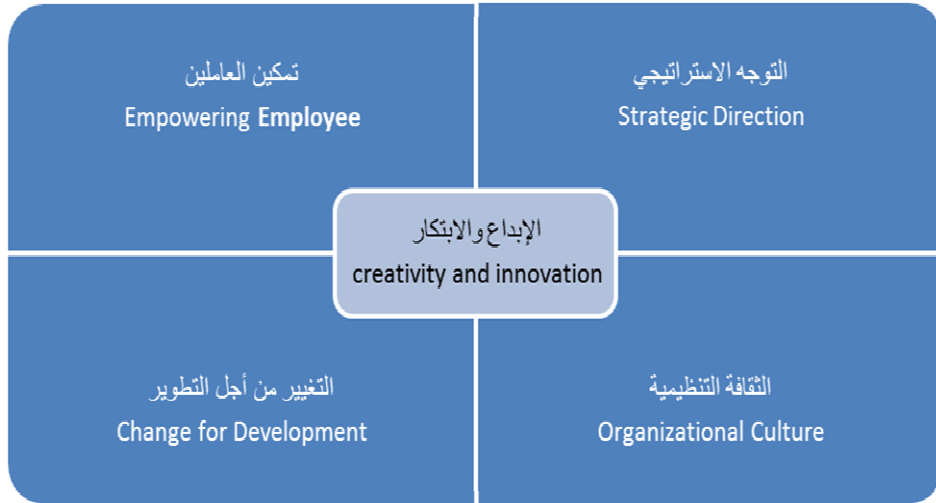 تمكين العاملين
Empowering Employee
التوجه الاستراتيجي
Strategic Direction
الإبداع والابتكار
creativity and innovation
التغيير من أجل التطوير
Change for Development
الثقافة التنظيمية
Organizational Culture